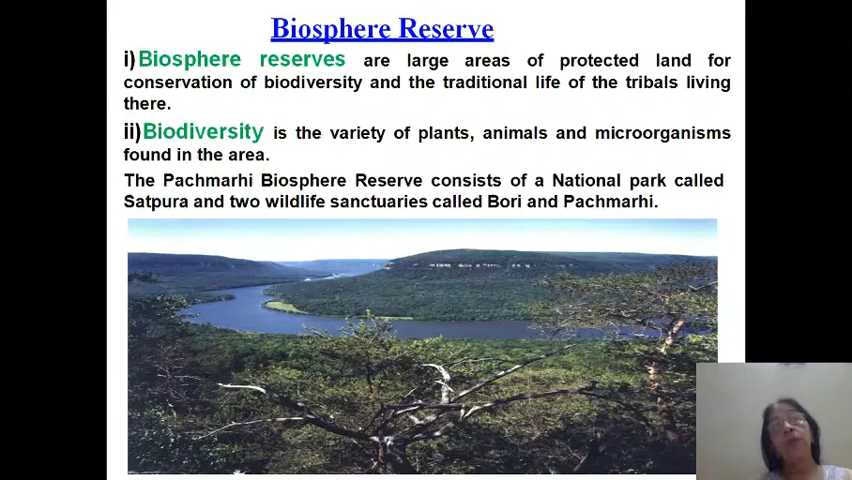 Biosphere Reserve
i)Biosphere reserves are large areas of protected land for
conservation of biodiversity and the traditional life of the tribals living
there.
ii)Biodiversity is the variety of plants, animals and microorganisms
found in the area.
The Pachmarhi Biosphere Reserve consists of a National park called
Satpura and two wildlife sanctuaries called Bori and Pachmarhi.